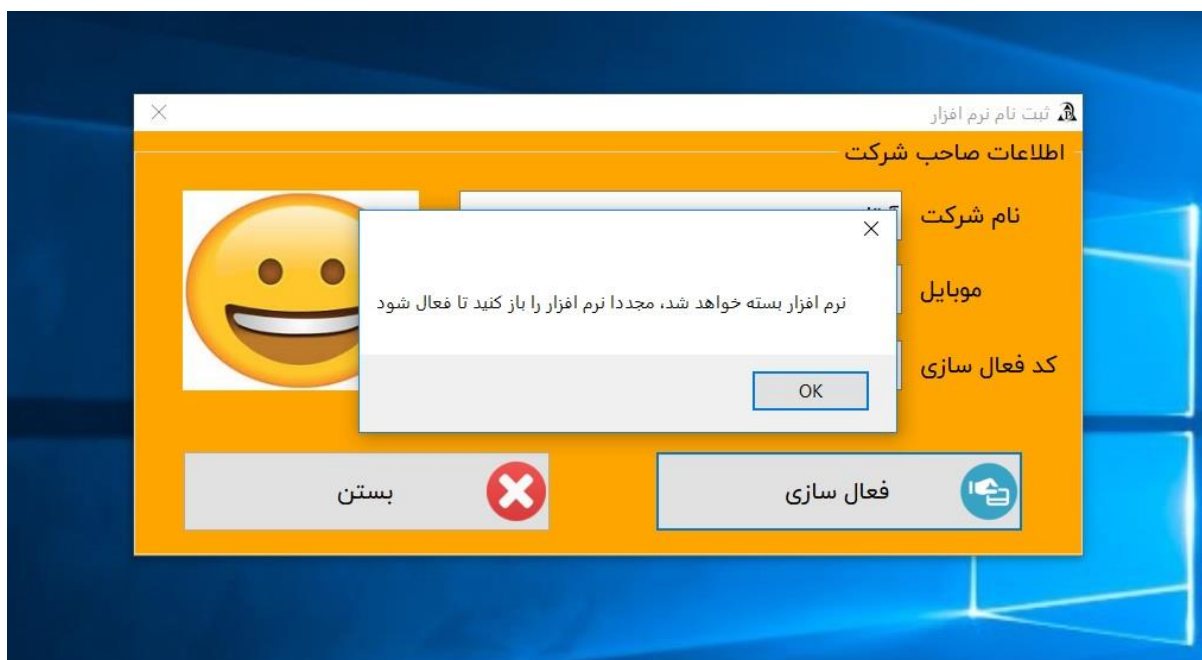 ثبت نام نرم افزار
اطلاعات صاحب شرکت
نام شرکت
موبایل
کد فعال سازی
نرم افزار بسته خواهد شد، مجددا نرم افزار را باز کنید تا فعال شود
OK
فعال سازی
بستن